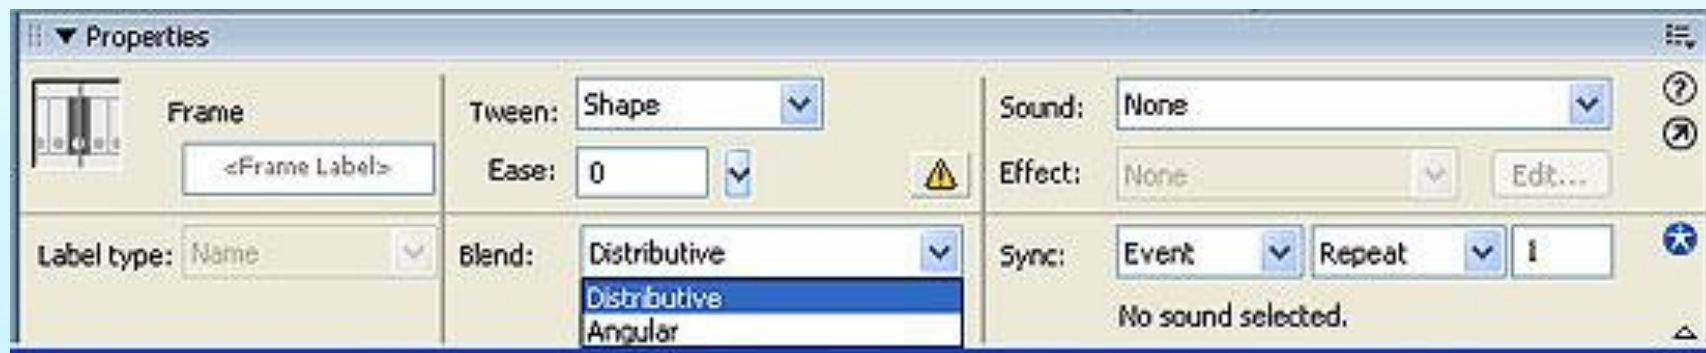 Properties
Frame
<Frame Label>
Label type: Name
Tween: Shape
Ease: 0
Blend: Distributive
Distributive
Angular
Sound: None
Effect: None Edit...
Sync: Event Repeat 1
No sound selected.